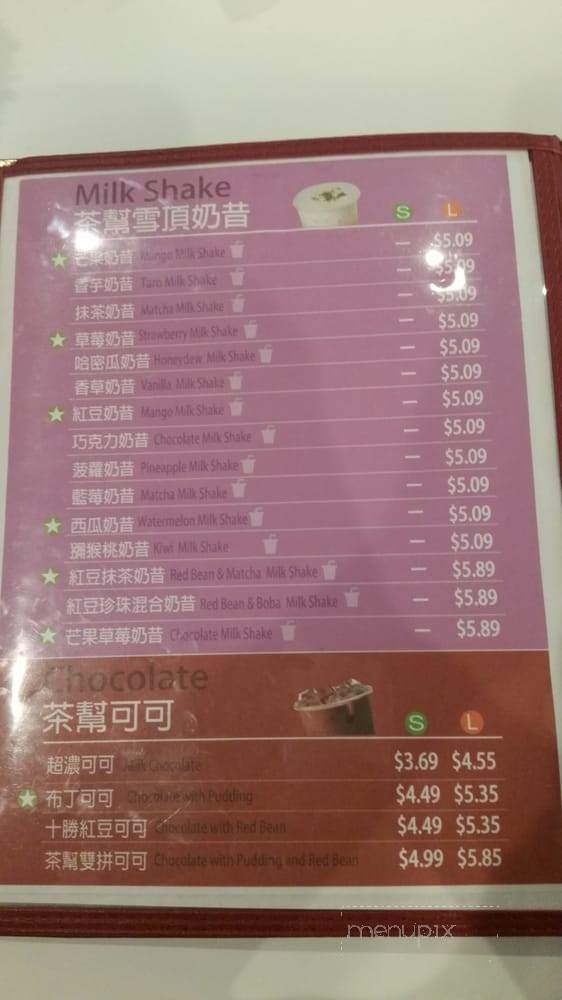 Milk Shake
茶幫雪頂奶昔 S L
芒果奶昔 Mango Milk Shake — $5.09
香芋奶昔 Taro Milk Shake — $5.09
抹茶奶昔 Matcha Milk Shake — $5.09
草莓奶昔 Strawberry Milk Shake — $5.09
哈密瓜奶昔 Honeydew Milk Shake — $5.09
香草奶昔 Vanilla Milk Shake — $5.09
紅豆奶昔 Mango Milk Shake — $5.09
巧克力奶昔 Chocolate Milk Shake — $5.09
菠蘿奶昔 Pineapple Milk Shake — $5.09
藍莓奶昔 Matcha Milk Shake — $5.09
西瓜奶昔 Watermelon Milk Shake — $5.09
獼猴桃奶昔 Kiwi Milk Shake — $5.09
紅豆抹茶奶昔 Red Bean & Matcha Milk Shake — $5.89
紅豆珍珠混合奶昔 Red Bean & Boba Milk Shake — $5.89
芒果草莓奶昔 Chocolate Milk Shake — $5.89
Chocolate
茶幫可可 S L
超濃可可 Milk Chocolate $3.69 $4.55
布丁可可 Chocolate with Pudding $4.49 $5.35
十勝紅豆可可 Chocolate with Red Bean $4.49 $5.35
茶幫雙拼可可 Chocolate with Pudding and Red Bean $4.99 $5.85
menupix